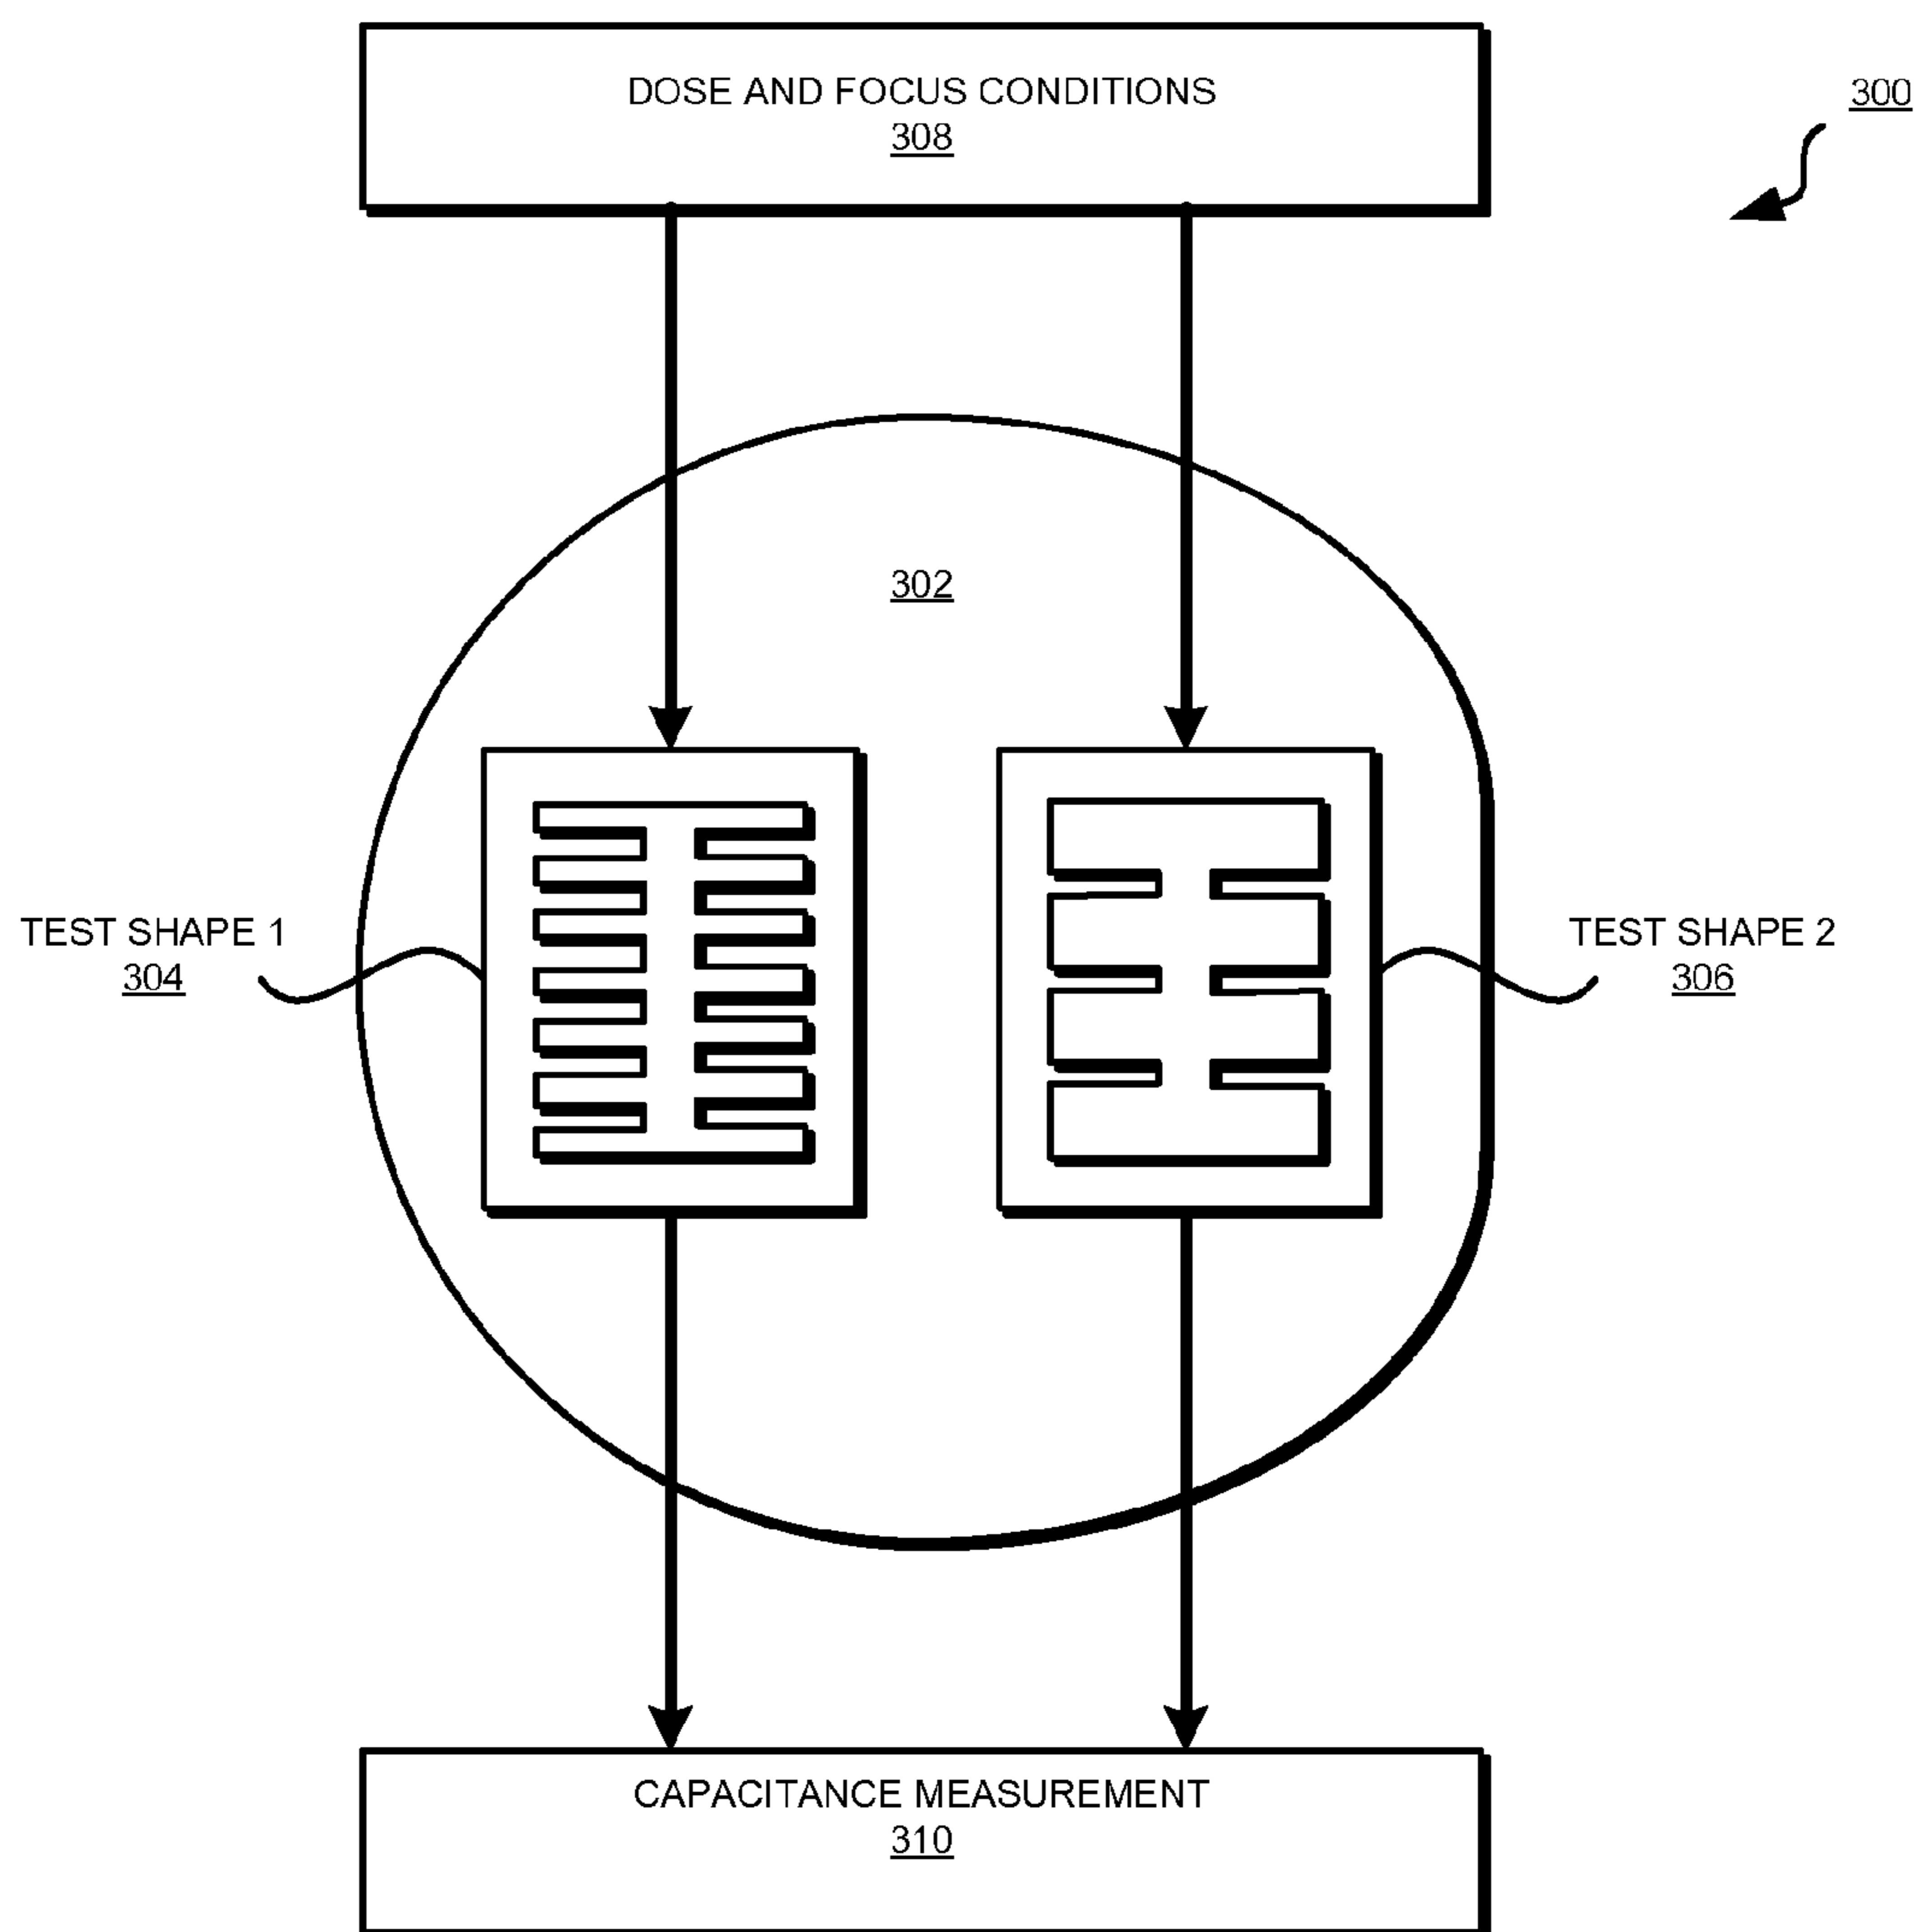 DOSE AND FOCUS CONDITIONS
308
300
302
TEST SHAPE 1
304
TEST SHAPE 2
306
CAPACITANCE MEASUREMENT
310